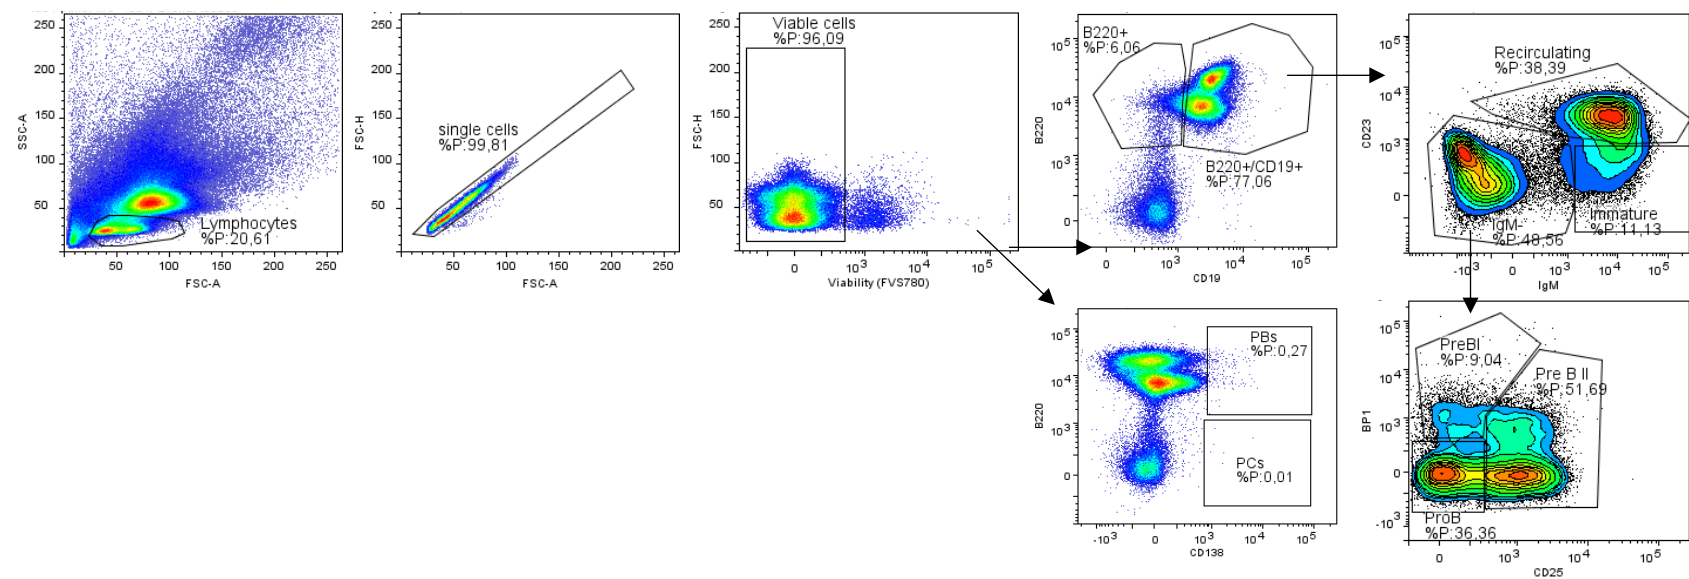 250
200
150
100
50
SSC-A
Lymphocytes
%P:20,61
50
100
150
200
250
FSC-A
250
200
150
100
50
FSC-H
single cells
%P:99,81
50
100
150
200
250
FSC-A
250
200
150
100
50
FSC-H
Viable cells
%P:96,09
0
10³
10⁴
10⁵
Viability (FVS780)
10⁵
10⁴
10³
0
B220
B220+
%P:6,06
B220+/CD19+
%P:77,06
0
10³
10⁴
10⁵
CD19
10⁵
10⁴
10³
0
CD23
Recirculating
%P:38,39
IgM-
%P:48,56
Immature
%P:11,13
-10³
0
10³
10⁴
10⁵
IgM
10⁵
10⁴
10³
0
B220
PBs
%P:0,27
PCs
%P:0,01
-10³
0
10³
10⁴
10⁵
CD138
10⁵
10⁴
10³
0
-10³
BP1
PreBI
%P:9,04
Pre B II
%P:51,69
ProB
%P:36,36
0
10³
10⁴
10⁵
CD25